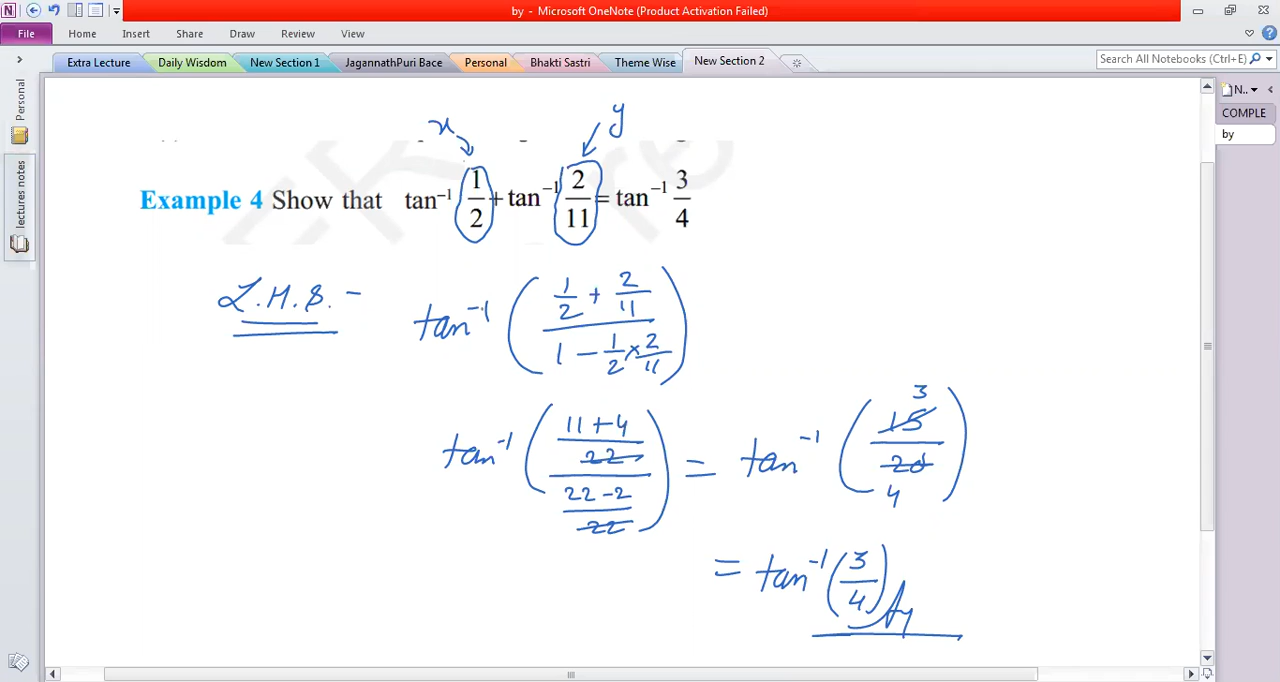 by - Microsoft OneNote (Product Activation Failed)
File Home Insert Share Draw Review View
Extra Lecture Daily Wisdom New Section 1 JagannathPuri Bace Personal Bhakti Sastri Theme Wise New Section 2 Search All Notebooks (Ctrl+E)
Personal
lectures notes
N..
COMPLE
by
x y
Example 4 Show that tan⁻¹ 1/2 + tan⁻¹ 2/11 = tan⁻¹ 3/4
L.H.S. - tan⁻¹ ( (1/2 + 2/11) / (1 - 1/2 × 2/11) )
tan⁻¹ ( ((11+4)/22) / ((22-2)/22) ) = tan⁻¹ ( 15/20 ) 3 4
= tan⁻¹ (3/4)